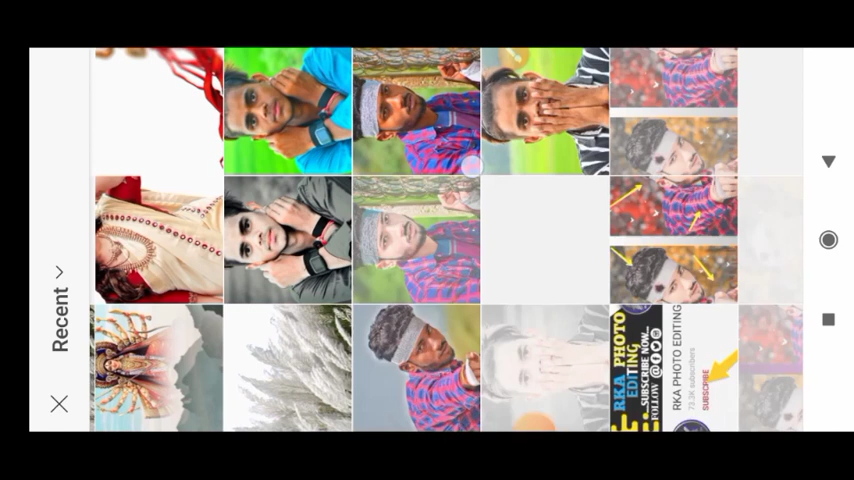 Recent
RKA PHOTO
EDITING
...SUBSCRIBE NOW...
FOLLOW
RKA PHOTO EDITING
73.3K subscribers
SUBSCRIBE